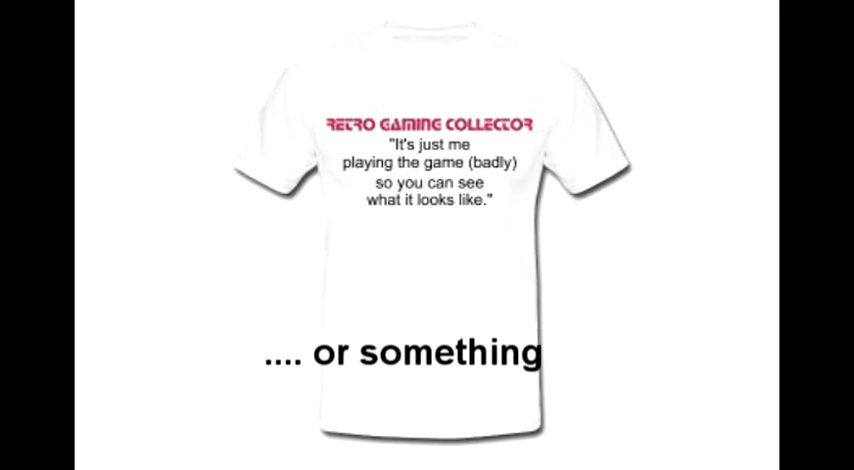 RETRO GAMING COLLECTOR
"It's just me
playing the game (badly)
so you can see
what it looks like."
.... or something